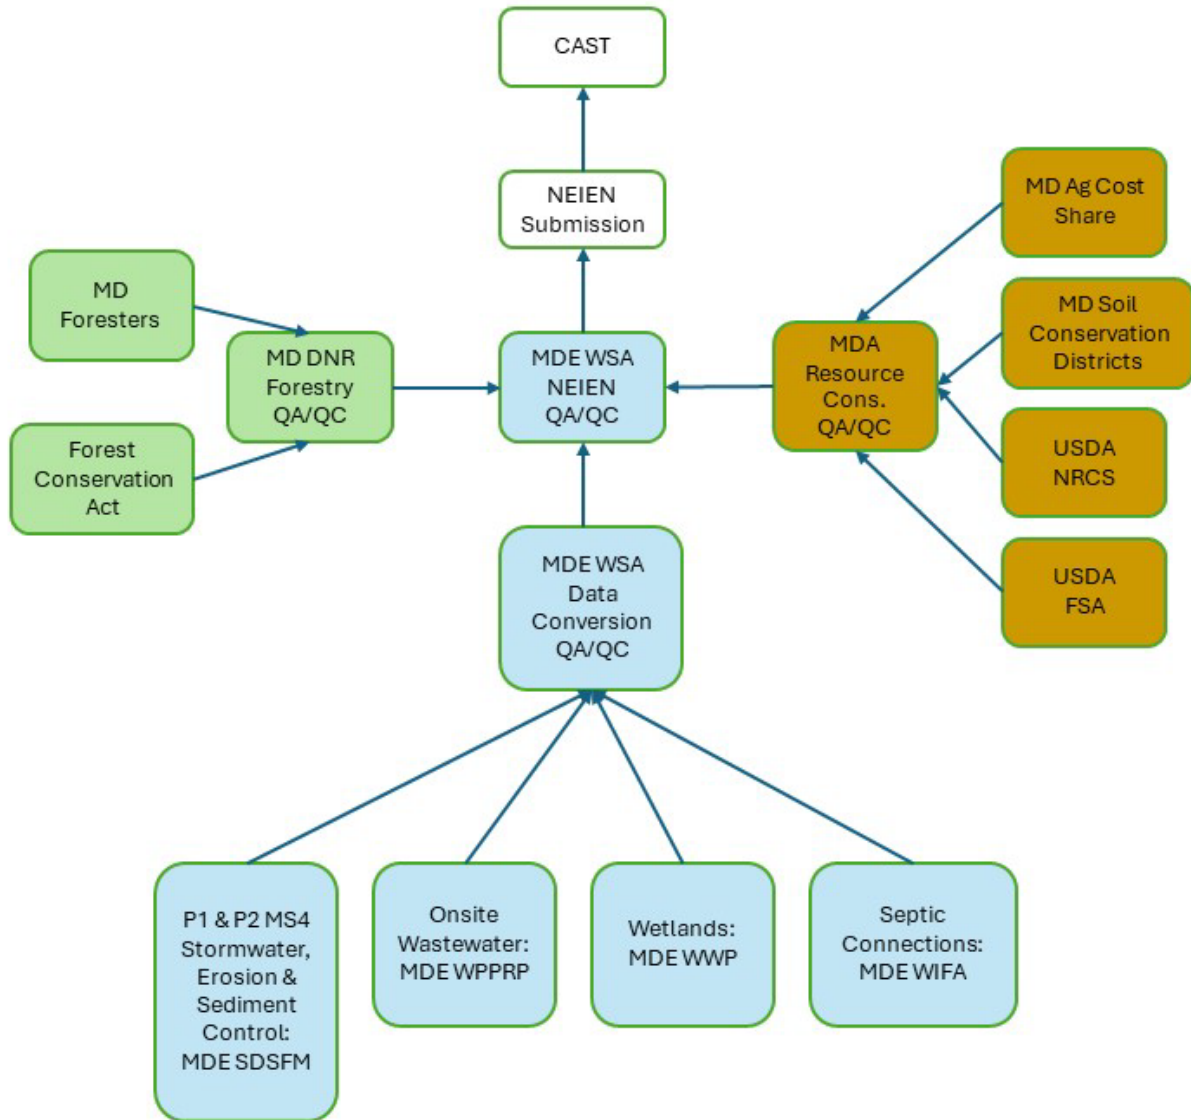 CAST
NEIEN
Submission
MD Ag Cost
Share
MD
Foresters
MD Soil
Conservation
Districts
MD DNR
Forestry
QA/QC
MDE WSA
NEIEN
QA/QC
MDA
Resource
Cons.
QA/QC
Forest
Conservation
Act
USDA
NRCS
USDA
FSA
MDE WSA
Data
Conversion
QA/QC
P1 & P2 MS4
Stormwater,
Erosion &
Sediment
Control:
MDE SDSFM
Onsite
Wastewater:
MDE WPPRP
Wetlands:
MDE WWP
Septic
Connections:
MDE WIFA